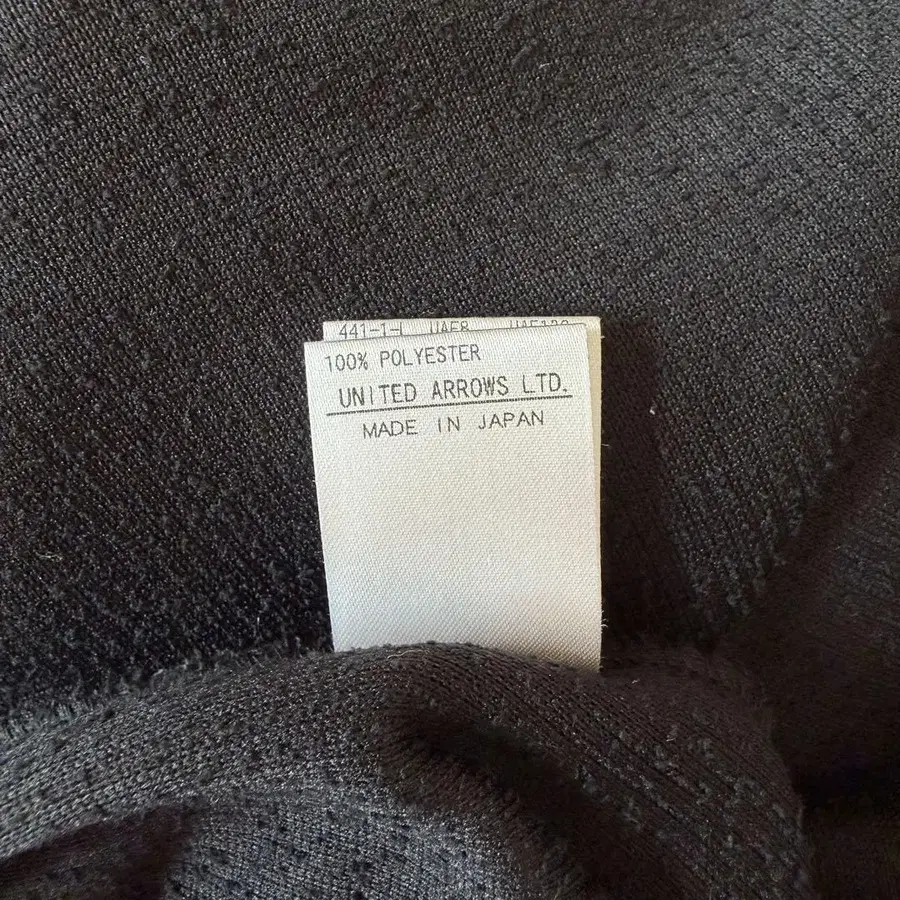 100% POLYESTER
UNITED ARROWS LTD.
MADE IN JAPAN